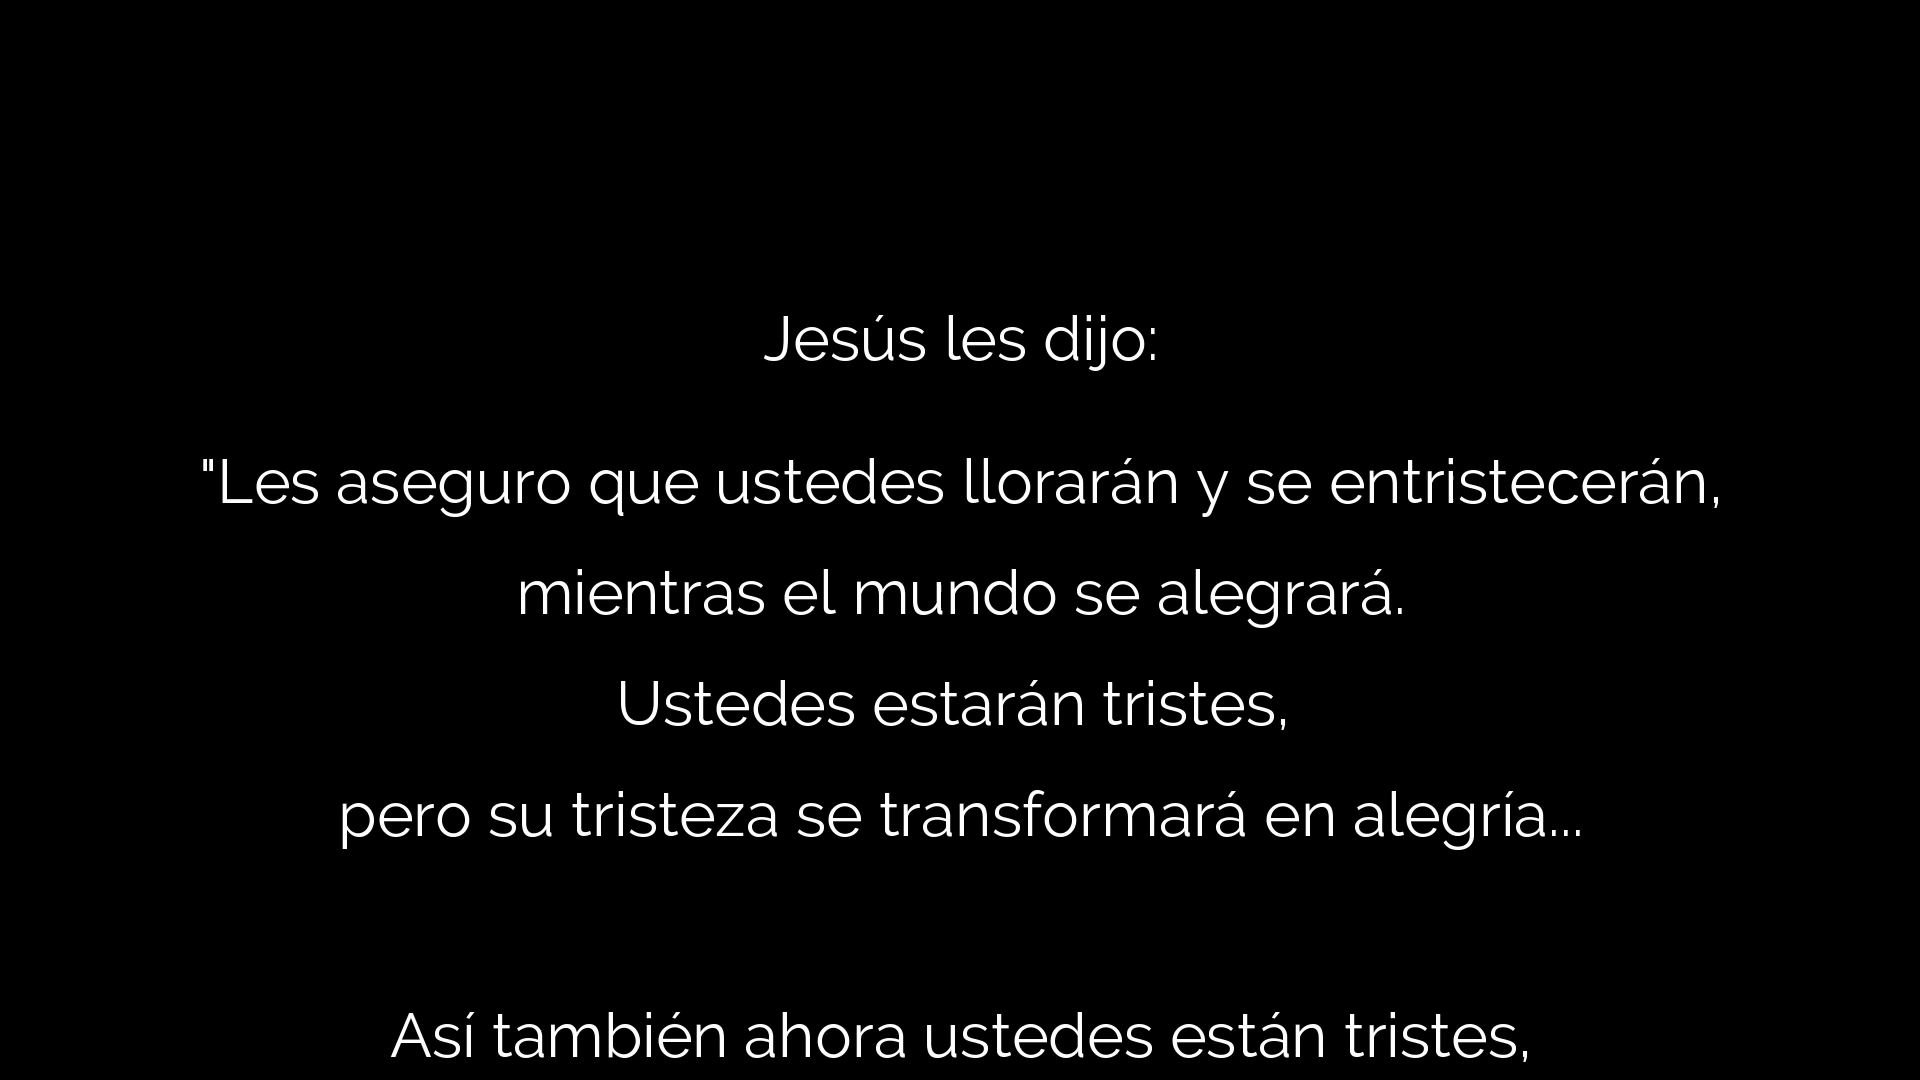 Jesús les dijo:
"Les aseguro que ustedes llorarán y se entristecerán,
mientras el mundo se alegrará.
Ustedes estarán tristes,
pero su tristeza se transformará en alegría...
Así también ahora ustedes están tristes,